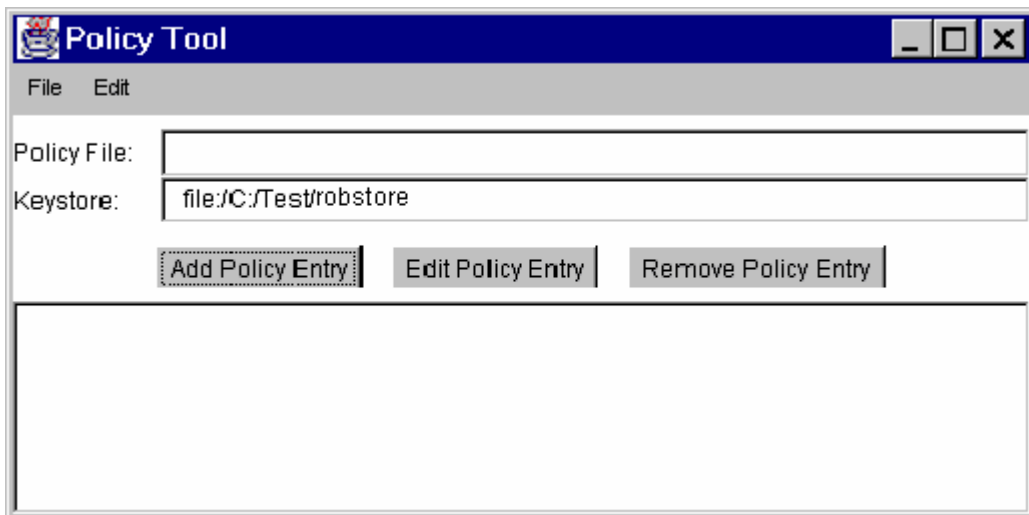 Policy Tool
File Edit
Policy File:
Keystore: file:/C:/Test/robstore
Add Policy Entry Edit Policy Entry Remove Policy Entry